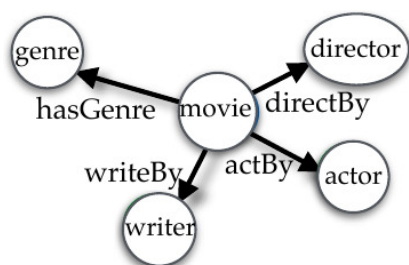 genre
director
hasGenre
movie
directBy
writeBy
actBy
actor
writer